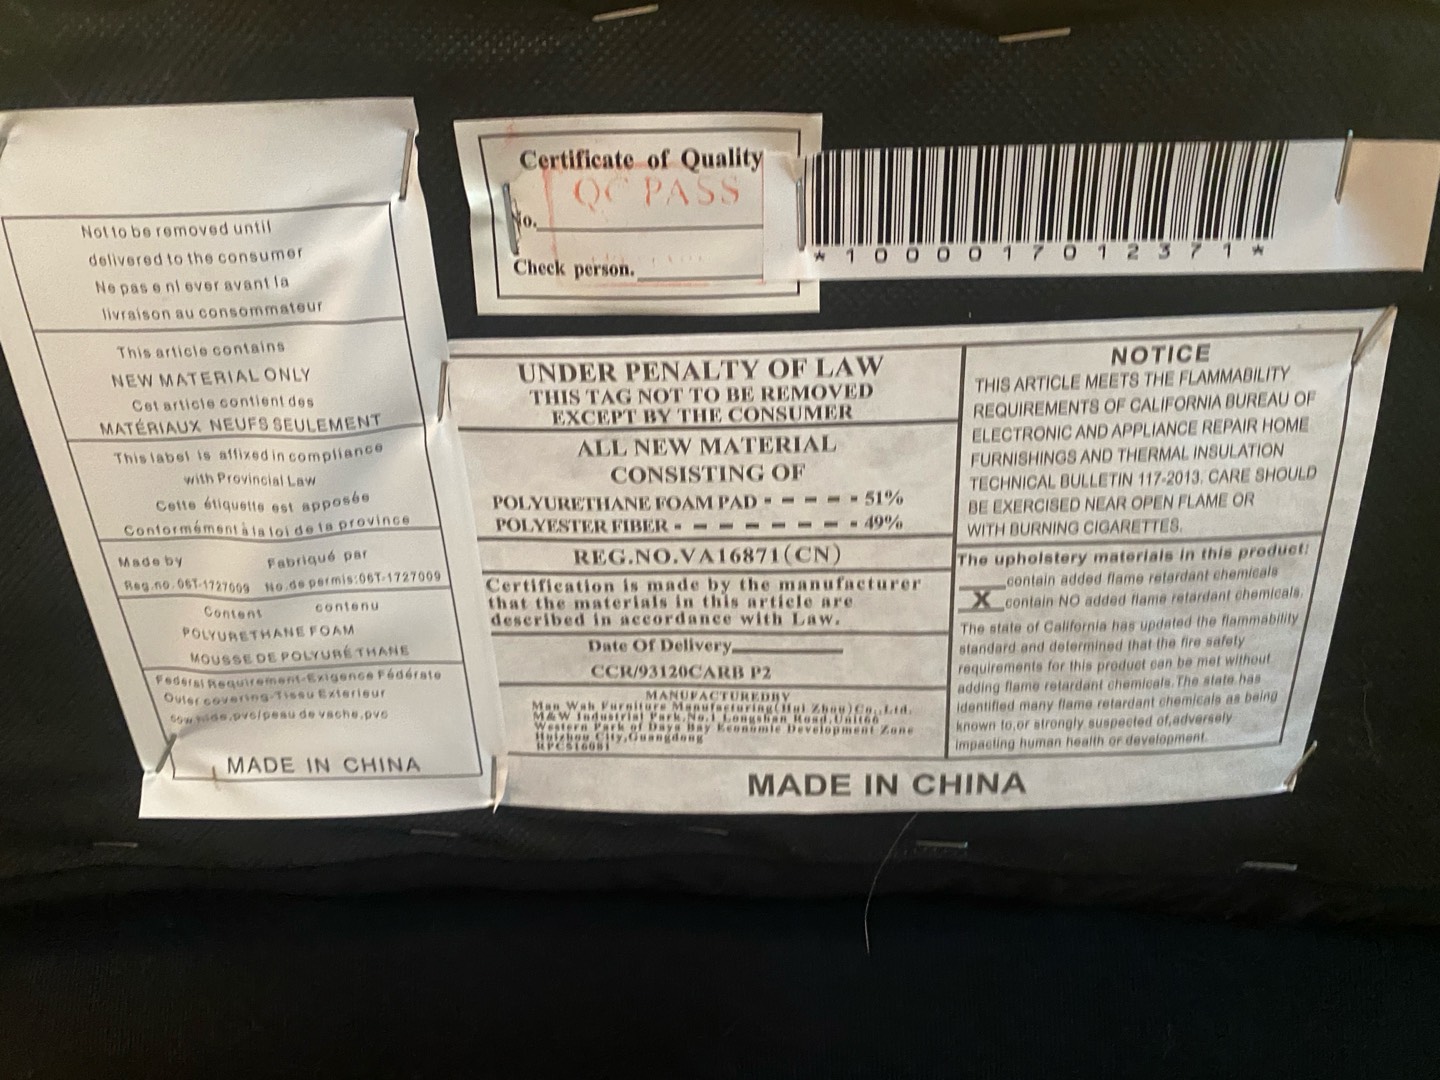 Not to be removed until
delivered to the consumer
Ne pas enlever avant la
livraison au consommateur
This article contains
NEW MATERIAL ONLY
Cet article contient des
MATÉRIAUX NEUFS SEULEMENT
This label is affixed in compliance
with Provincial Law
Cette étiquette est apposée
Conformément à la loi de la province
Made by Fabriqué par
Reg.no.06T-1727009 No.de permis:06T-1727009
Content contenu
POLYURETHANE FOAM
MOUSSE DE POLYURÉTHANE
Federal Requirement-Exigence Fédérate
Outer covering-Tissu Exterieur
cow hide,pvc/peau de vache,pvc
MADE IN CHINA
Certificate of Quality
QC PASS
No.
Check person.
*1000017012371*
UNDER PENALTY OF LAW
THIS TAG NOT TO BE REMOVED
EXCEPT BY THE CONSUMER
ALL NEW MATERIAL
CONSISTING OF
POLYURETHANE FOAM PAD - - - - - 51%
POLYESTER FIBER - - - - - - - - 49%
REG.NO.VA16871(CN)
Certification is made by the manufacturer
that the materials in this article are
described in accordance with Law.
Date Of Delivery
CCR/93120CARB P2
MANUFACTUREDBY
Man Wah Furniture Manufacturing(Hui Zhou)Co.,Ltd.
M&W Industrial Park,No.1 Longshan Road,Unit66
Western Park of Daya Bay Economic Development Zone
Huizhou City,Guangdong
RPC516081
NOTICE
THIS ARTICLE MEETS THE FLAMMABILITY
REQUIREMENTS OF CALIFORNIA BUREAU OF
ELECTRONIC AND APPLIANCE REPAIR HOME
FURNISHINGS AND THERMAL INSULATION
TECHNICAL BULLETIN 117-2013. CARE SHOULD
BE EXERCISED NEAR OPEN FLAME OR
WITH BURNING CIGARETTES.
The upholstery materials in this product:
contain added flame retardant chemicals
X contain NO added flame retardant chemicals.
The state of California has updated the flammability
standard and determined that the fire safety
requirements for this product can be met without
adding flame retardant chemicals.The state has
identified many flame retardant chemicals as being
known to,or strongly suspected of,adversely
impacting human health or development.
MADE IN CHINA